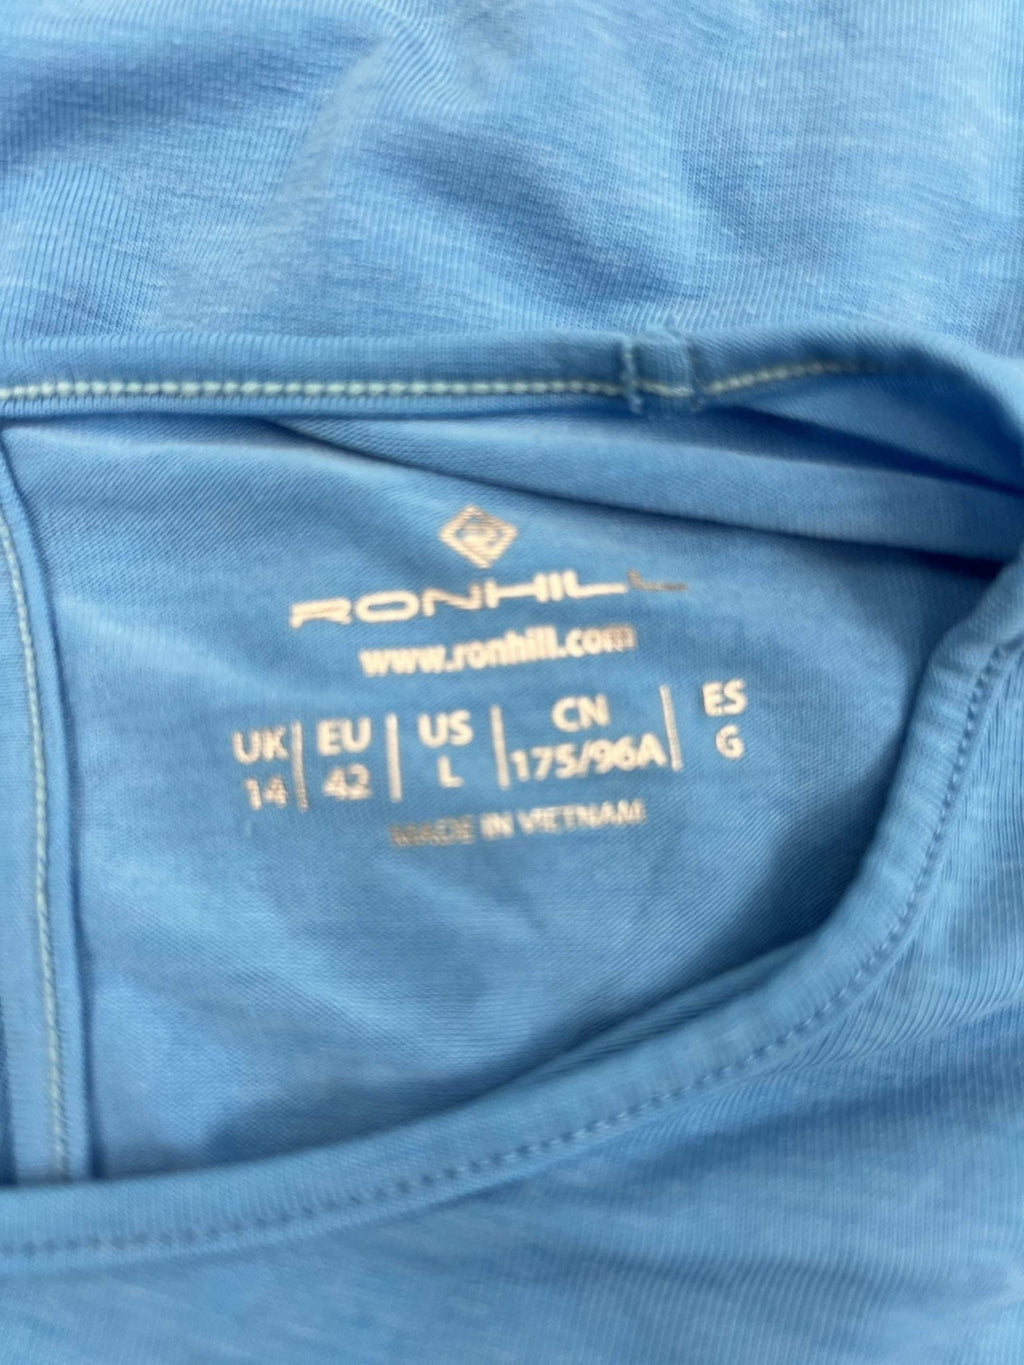 RONHILL
www.ronhill.com
UK | EU | US | CN | ES
14 | 42 | L | 175/96A | G
MADE IN VIETNAM